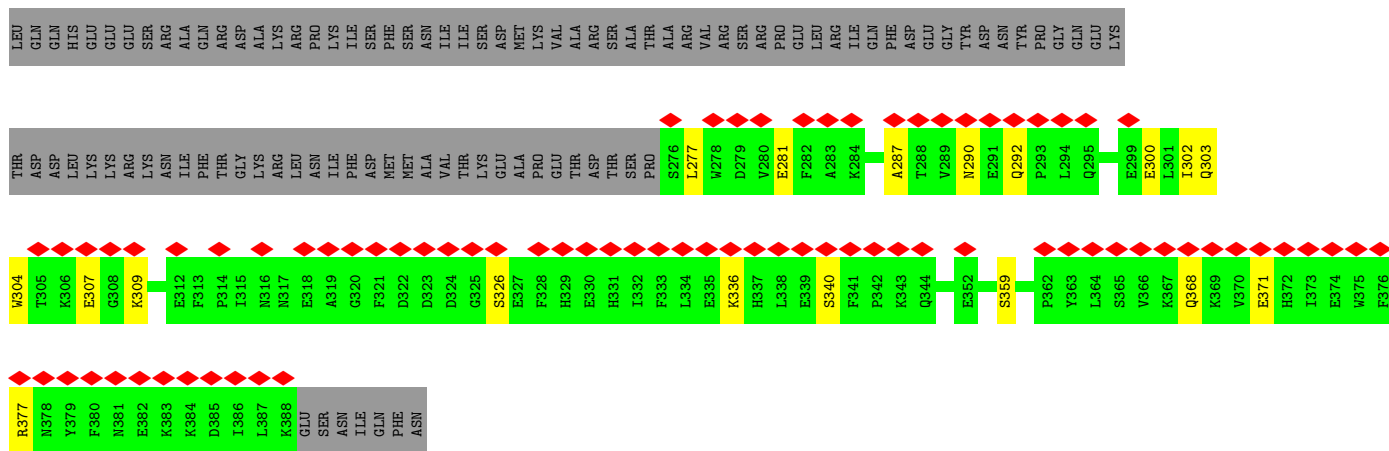 LEU GLN GLN HIS GLU GLU GLU SER ARG ALA GLN ARG ASP ALA LYS ARG PRO LYS ILE SER PHE SER ASN ILE ILE SER ASP MET LYS VAL ALA ARG SER ALA THR ALA ARG VAL ARG SER ARG PRO GLU LEU ARG ILE GLN PHE ASP GLU GLY TYR ASP ASN TYR PRO GLY GLN GLU LYS
THR ASP ASP LEU LYS LYS ARG LYS ASN ILE PHE THR GLY LYS ARG LEU ASN ILE PHE ASP MET MET ALA VAL THR LYS GLU ALA PRO GLU THR ASP THR SER PRO S276 L277 W278 D279 V280 E281 F282 A283 K284 A287 T288 V289 N290 E291 Q292 P293 L294 Q295 E299 E300 L301 I302 Q303
W304 T305 K306 E307 G308 K309 E312 F313 P314 I315 N316 N317 E318 A319 G320 F321 D322 D323 D324 G325 S326 E327 F328 H329 E330 H331 I332 F333 L334 E335 K336 H337 L338 E339 S340 F341 P342 K343 Q344 E352 S359 P362 Y363 L364 S365 V366 K367 Q368 K369 V370 E371 H372 I373 E374 W375 F376
R377 N378 Y379 F380 N381 E382 K383 K384 D385 I386 L387 K388 GLU SER ASN ILE GLN PHE ASN